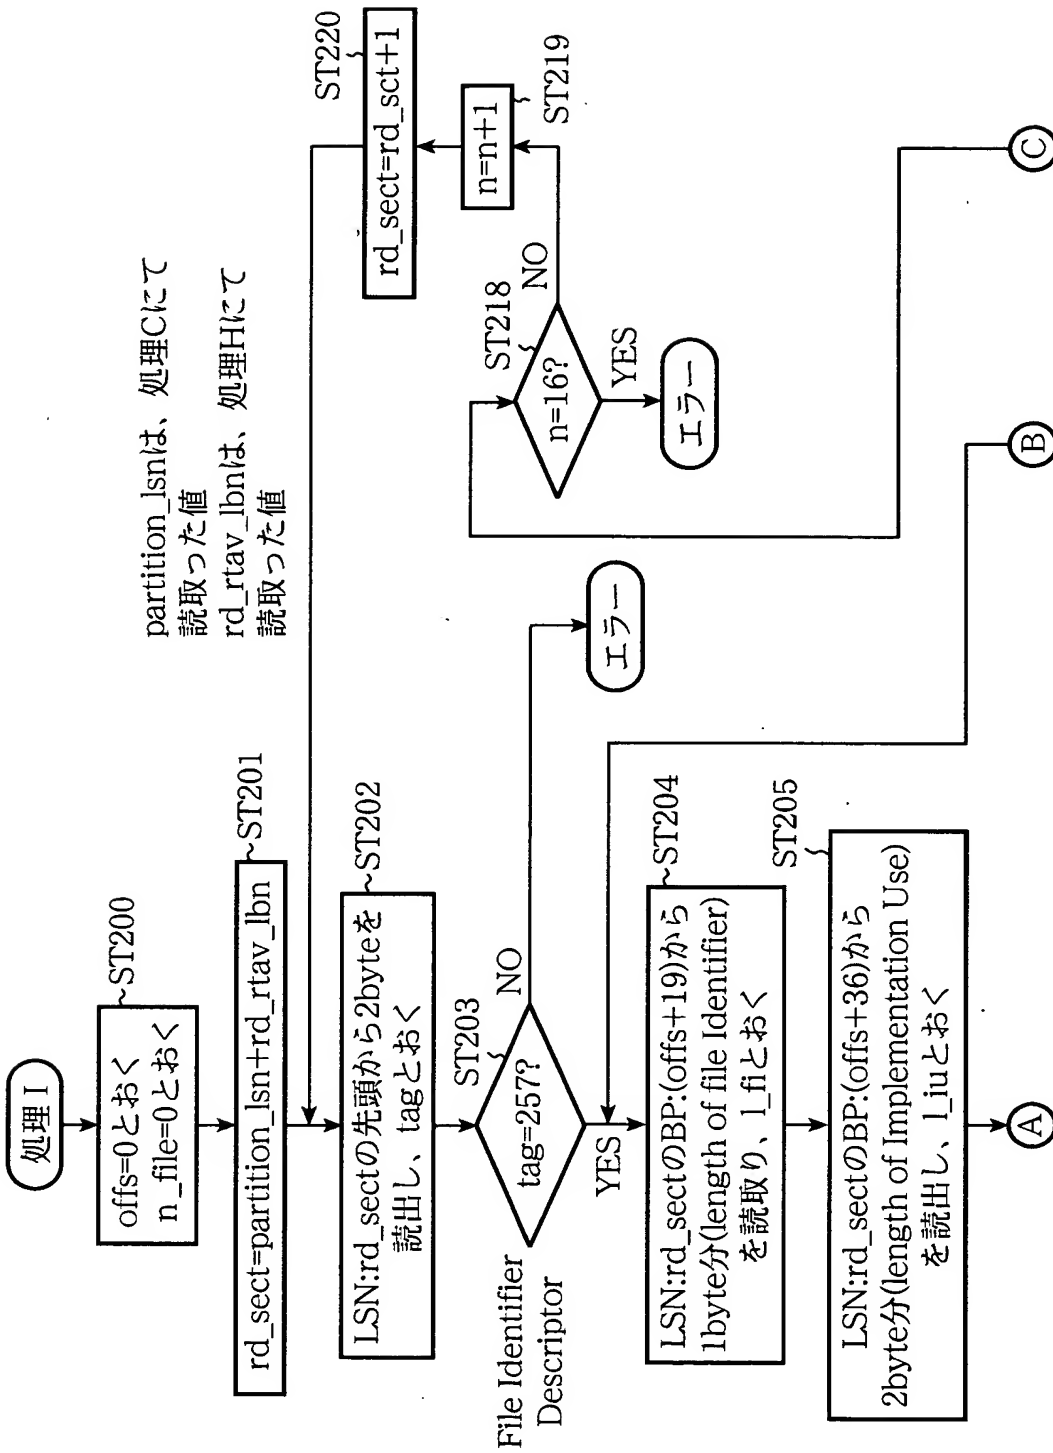 処理 I
offs=0とおく
n_file=0とおく
ST200
rd_sect=partition_lsn+rd_rtav_lbn
ST201
partition_lsnは、処理Cにて
読取った値
rd_rtav_lbnは、処理Hにて
読取った値
LSN:rd_sectの先頭から2byteを
読出し、tagとおく
ST202
File Identifier
Descriptor
tag=257?
ST203
NO
YES
エラー
LSN:rd_sectのBP:(offs+19)から
1byte分(length of file Identifier)
を読取り、l_fiとおく
ST204
LSN:rd_sectのBP:(offs+36)から
2byte分(length of Implementation Use)
を読出し、l_iuとおく
ST205
A
rd_sect=rd_sct+1
ST220
n=n+1
ST219
n=16?
ST218
NO
YES
エラー
B
C